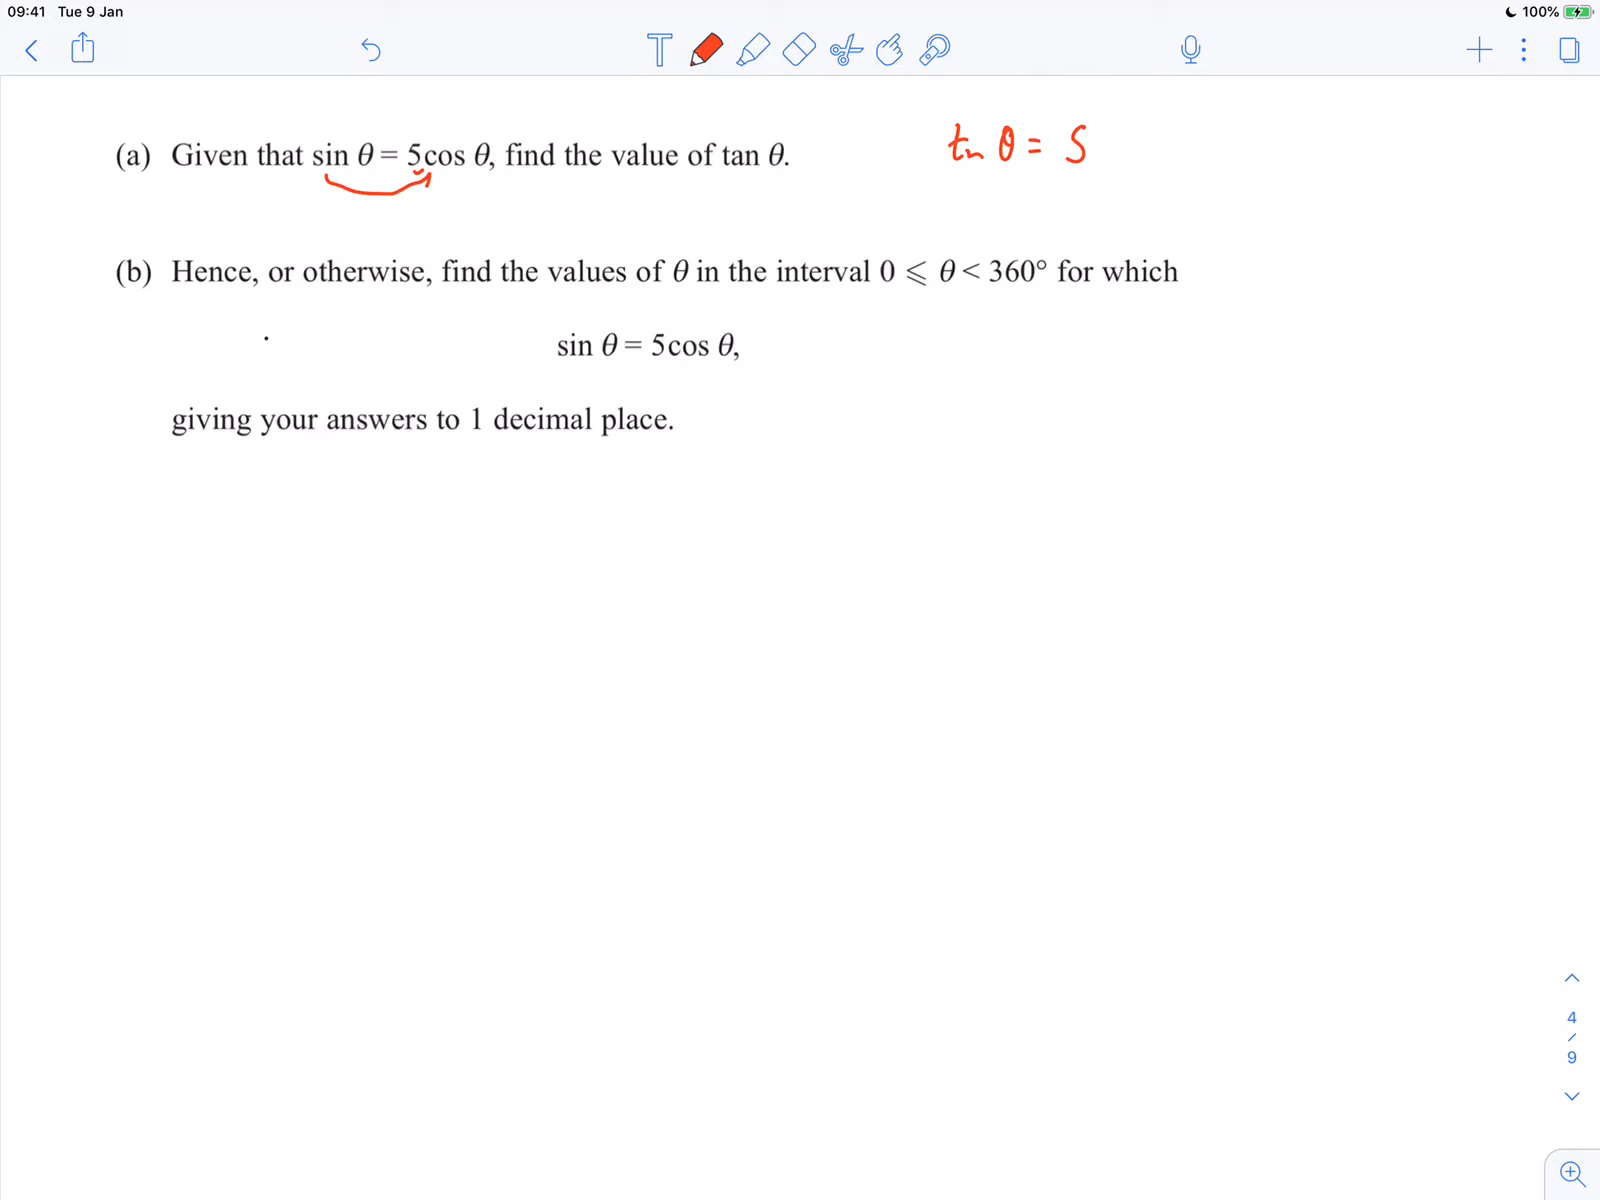 09:41 Tue 9 Jan 100%
(a) Given that sin θ = 5cos θ, find the value of tan θ.
tan θ = 5
(b) Hence, or otherwise, find the values of θ in the interval 0 ⩽ θ < 360° for which
sin θ = 5cos θ,
giving your answers to 1 decimal place.
4
/
9